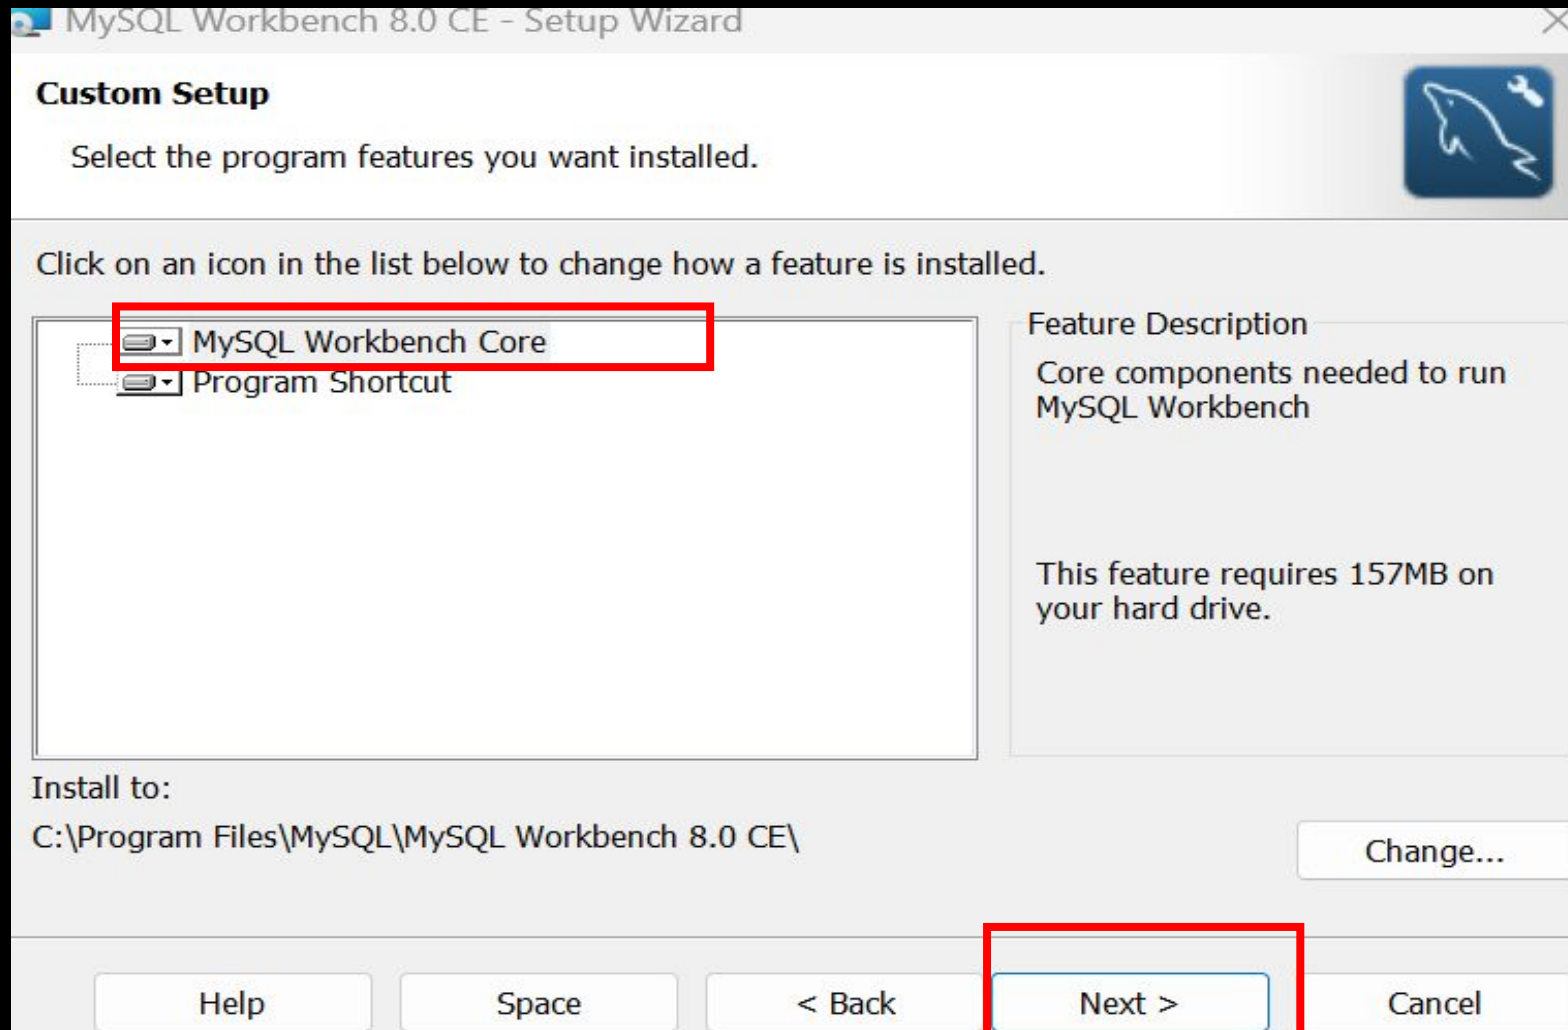 MySQL Workbench 8.0 CE - Setup Wizard
Custom Setup
Select the program features you want installed.
Click on an icon in the list below to change how a feature is installed.
MySQL Workbench Core
Program Shortcut
Feature Description
Core components needed to run
MySQL Workbench
This feature requires 157MB on
your hard drive.
Install to:
C:\Program Files\MySQL\MySQL Workbench 8.0 CE\
Change...
Help
Space
< Back
Next >
Cancel